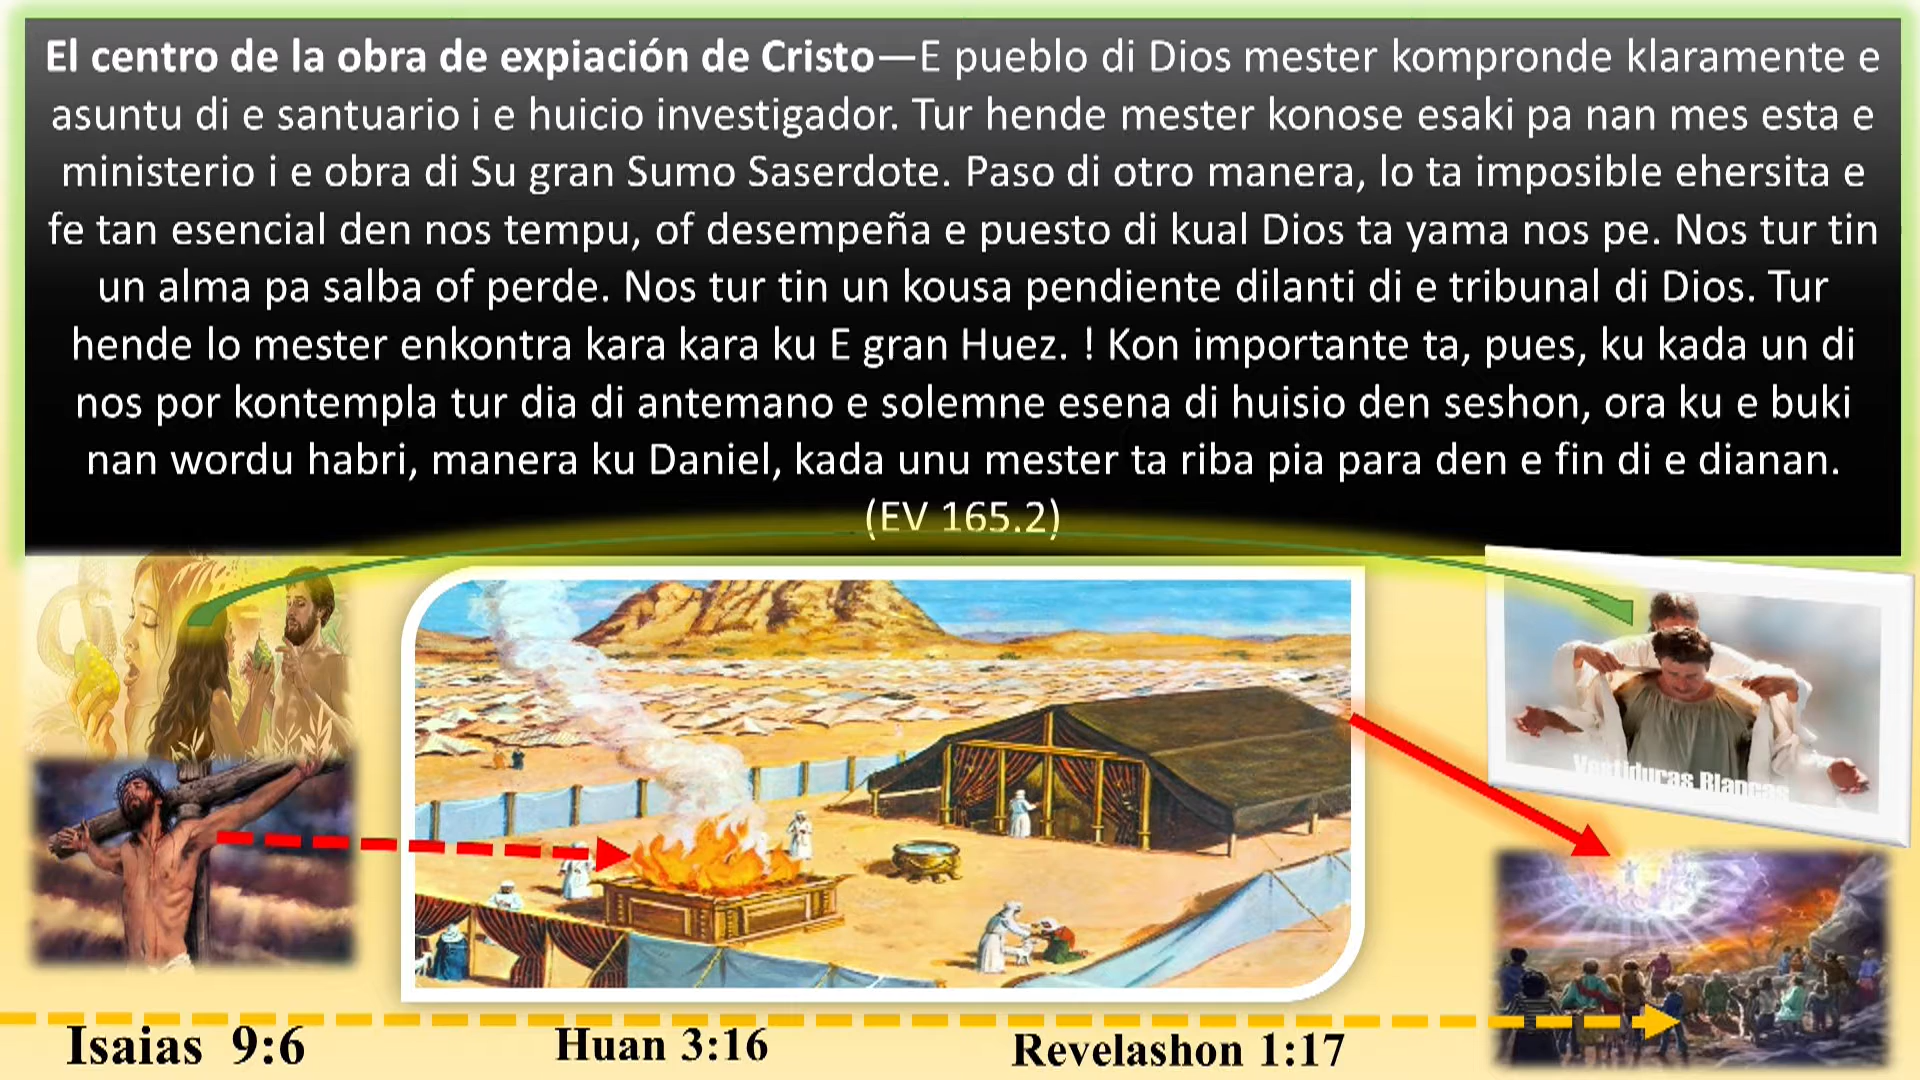 El centro de la obra de expiación de Cristo—E pueblo di Dios mester kompronde klaramente e
asuntu di e santuario i e huicio investigador. Tur hende mester konose esaki pa nan mes esta e
ministerio i e obra di Su gran Sumo Saserdote. Paso di otro manera, lo ta imposible ehersita e
fe tan esencial den nos tempu, of desempeña e puesto di kual Dios ta yama nos pe. Nos tur tin
un alma pa salba of perde. Nos tur tin un kousa pendiente dilanti di e tribunal di Dios. Tur
hende lo mester enkontra kara kara ku E gran Huez. ! Kon importante ta, pues, ku kada un di
nos por kontempla tur dia di antemano e solemne esena di huisio den seshon, ora ku e buki
nan wordu habri, manera ku Daniel, kada unu mester ta riba pia para den e fin di e dianan.
(EV 165.2)
Vestiduras Blancas
Isaias 9:6
Huan 3:16
Revelashon 1:17